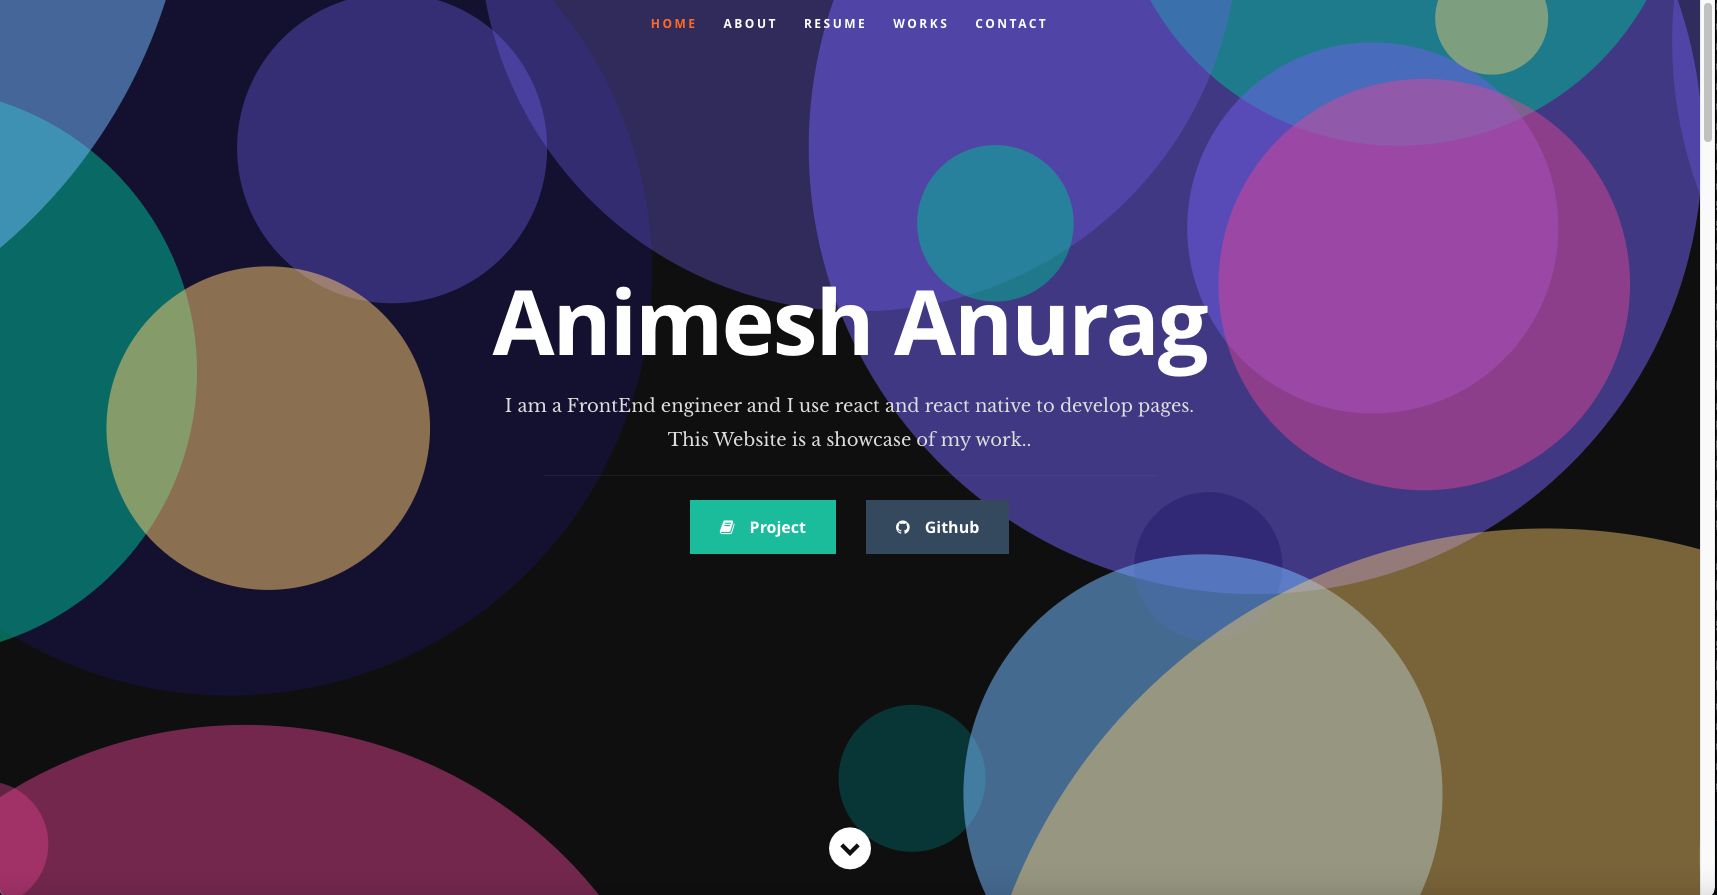 HOME ABOUT RESUME WORKS CONTACT
Animesh Anurag
I am a FrontEnd engineer and I use react and react native to develop pages.
This Website is a showcase of my work..
Project Github